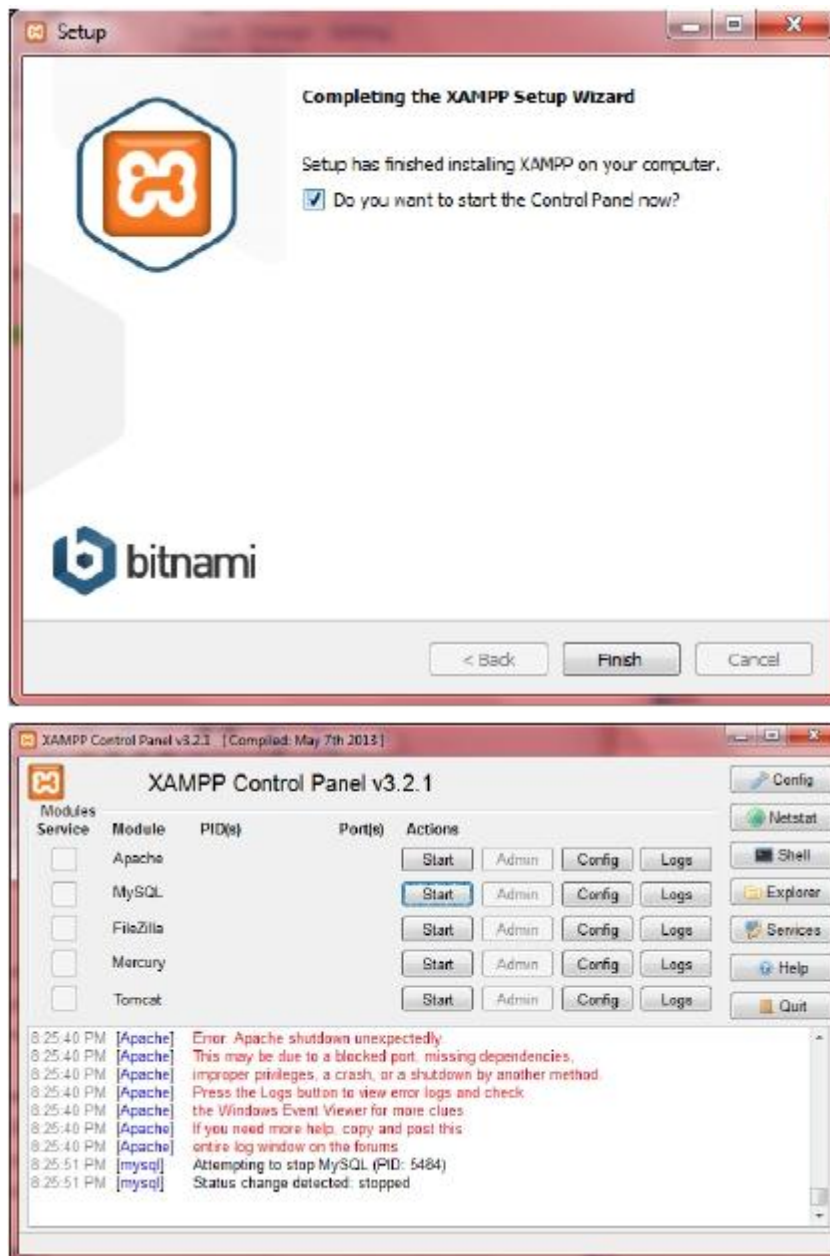 Setup
Completing the XAMPP Setup Wizard
Setup has finished installing XAMPP on your computer.
Do you want to start the Control Panel now?
bitnami
< Back Finish Cancel
XAMPP Control Panel v3.2.1 [Compiled: May 7th 2013]
XAMPP Control Panel v3.2.1
Config
Modules
Netstat
Service Module PID(s) Port(s) Actions
Apache Start Admin Config Logs Shell
MySQL Start Admin Config Logs Explorer
FileZilla Start Admin Config Logs Services
Mercury Start Admin Config Logs Help
Tomcat Start Admin Config Logs Quit
8:25:40 PM [Apache] Error: Apache shutdown unexpectedly.
8:25:40 PM [Apache] This may be due to a blocked port, missing dependencies,
8:25:40 PM [Apache] improper privileges, a crash, or a shutdown by another method.
8:25:40 PM [Apache] Press the Logs button to view error logs and check
8:25:40 PM [Apache] the Windows Event Viewer for more clues
8:25:40 PM [Apache] If you need more help, copy and post this
8:25:40 PM [Apache] entire log window on the forums
8:25:51 PM [mysql] Attempting to stop MySQL (PID: 5484)
8:25:51 PM [mysql] Status change detected: stopped